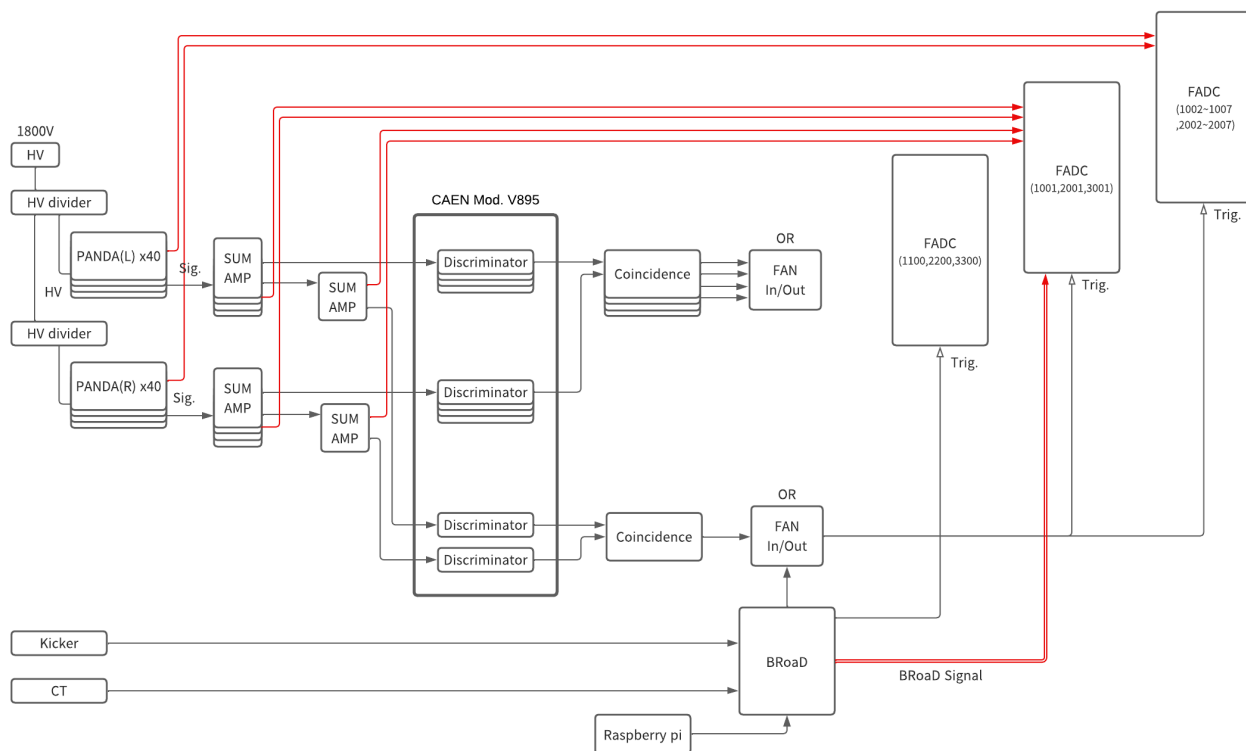 FADC
(1002~1007
,2002~2007)
1800V
HV
FADC
(1001,2001,3001)
HV divider
CAEN Mod. V895
Trig.
PANDA(L) x40
Sig.
HV
SUM
AMP
SUM
AMP
Discriminator
Coincidence
OR
FAN
In/Out
FADC
(1100,2200,3300)
Trig.
HV divider
PANDA(R) x40
Sig.
SUM
AMP
SUM
AMP
Discriminator
Trig.
Discriminator
Discriminator
Coincidence
OR
FAN
In/Out
Kicker
CT
BRoaD
BRoaD Signal
Raspberry pi